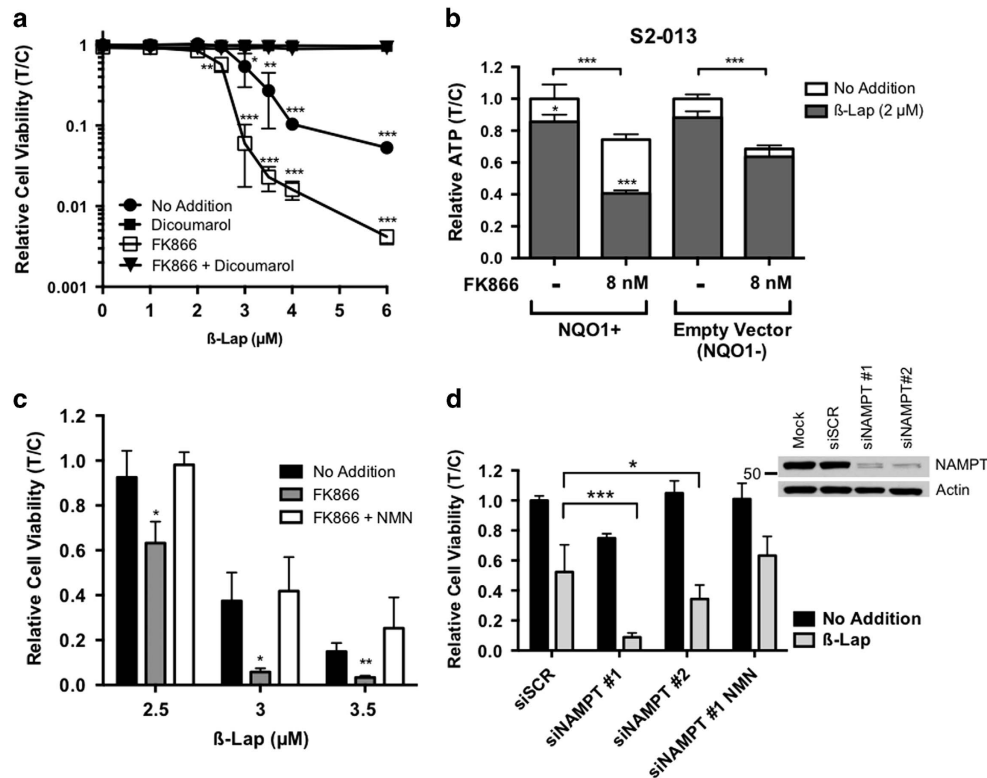 a
Relative Cell Viability (T/C)
1
0.1
0.01
0.001
*
**
**
***
***
***
***
***
***
No Addition
Dicoumarol
FK866
FK866 + Dicoumarol
0 1 2 3 4 5 6
ß-Lap (µM)
b
S2-013
Relative ATP (T/C)
1.2
1.0
0.8
0.6
0.4
0.2
0.0
***
***
*
***
No Addition
ß-Lap (2 µM)
FK866 - 8 nM - 8 nM
NQO1+
Empty Vector
(NQO1-)
c
Relative Cell Viability (T/C)
1.2
1.0
0.8
0.6
0.4
0.2
0.0
*
*
**
No Addition
FK866
FK866 + NMN
2.5 3 3.5
ß-Lap (µM)
d
Mock
siSCR
siNAMPT #1
siNAMPT#2
50
NAMPT
Actin
Relative Cell Viability (T/C)
1.2
1.0
0.8
0.6
0.4
0.2
0.0
*
***
No Addition
ß-Lap
siSCR
siNAMPT #1
siNAMPT #2
siNAMPT #1 NMN